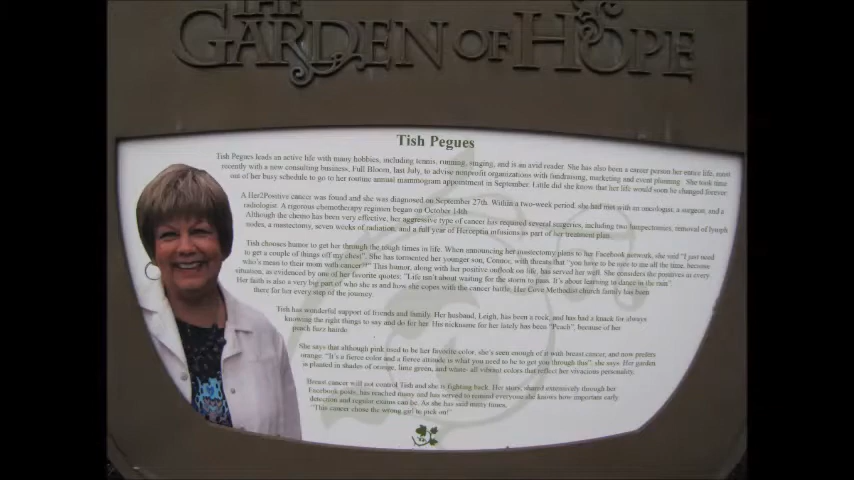 THE
GARDEN OF HOPE
Tish Pegues
Tish Pegues leads an active life with many hobbies, including tennis, running, singing, and is an avid reader. She has also been a career person her entire life, most
recently with a new consulting business, Full Bloom, last July, to advise nonprofit organizations with fundraising, marketing and event planning. She took time
out of her busy schedule to go to her routine annual mammogram appointment in September. Little did she know that her life would soon be changed forever.
A Her2Positive cancer was found and she was diagnosed on September 27th. Within a two-week period, she had met with an oncologist, a surgeon, and a
radiologist. A rigorous chemotherapy regimen began on October 14th.
Although the chemo has been very effective, her aggressive type of cancer has required several surgeries, including two lumpectomies, removal of lymph
nodes, a mastectomy, seven weeks of radiation, and a full year of Herceptin infusions as part of her treatment plan.
Tish chooses humor to get her through the tough times in life. When announcing her mastectomy plans to her Facebook network, she said "I just need
to get a couple of things off my chest". She has tormented her younger son, Connor, with threats that "you have to be nice to me all the time, because
who's mean to their mom with cancer?!" This humor, along with her positive outlook on life, has served her well. She considers the positives in every
situation, as evidenced by one of her favorite quotes: "Life isn't about waiting for the storm to pass. It's about learning to dance in the rain"
Her faith is also a very big part of who she is and how she copes with the cancer battle. Her Cove Methodist church family has been
there for her every step of the journey.
Tish has wonderful support of friends and family. Her husband, Leigh, has been a rock, and has had a knack for always
knowing the right things to say and do for her. His nickname for her lately has been "Peach", because of her
peach fuzz hairdo.
She says that although pink used to be her favorite color, she's seen enough of it with breast cancer, and now prefers
orange. "It's a fierce color and a fierce attitude is what you need to be to get you through this", she says. Her garden
is planted in shades of orange, lime green, and white- all vibrant colors that reflect her vivacious personality.
Breast cancer will not control Tish and she is fighting back. Her story, shared extensively through her
Facebook posts, has reached many and has served to remind everyone she knows how important early
detection and regular exams can be. As she has said many times,
"This cancer chose the wrong girl to pick on!"